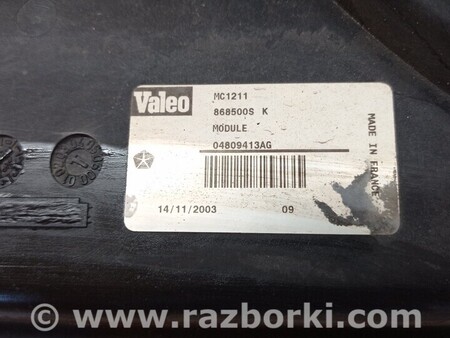 Valeo
MC1211
868500S K
MODULE
04809413AG
14/11/2003 09
MADE IN FRANCE
© www.razborki.com